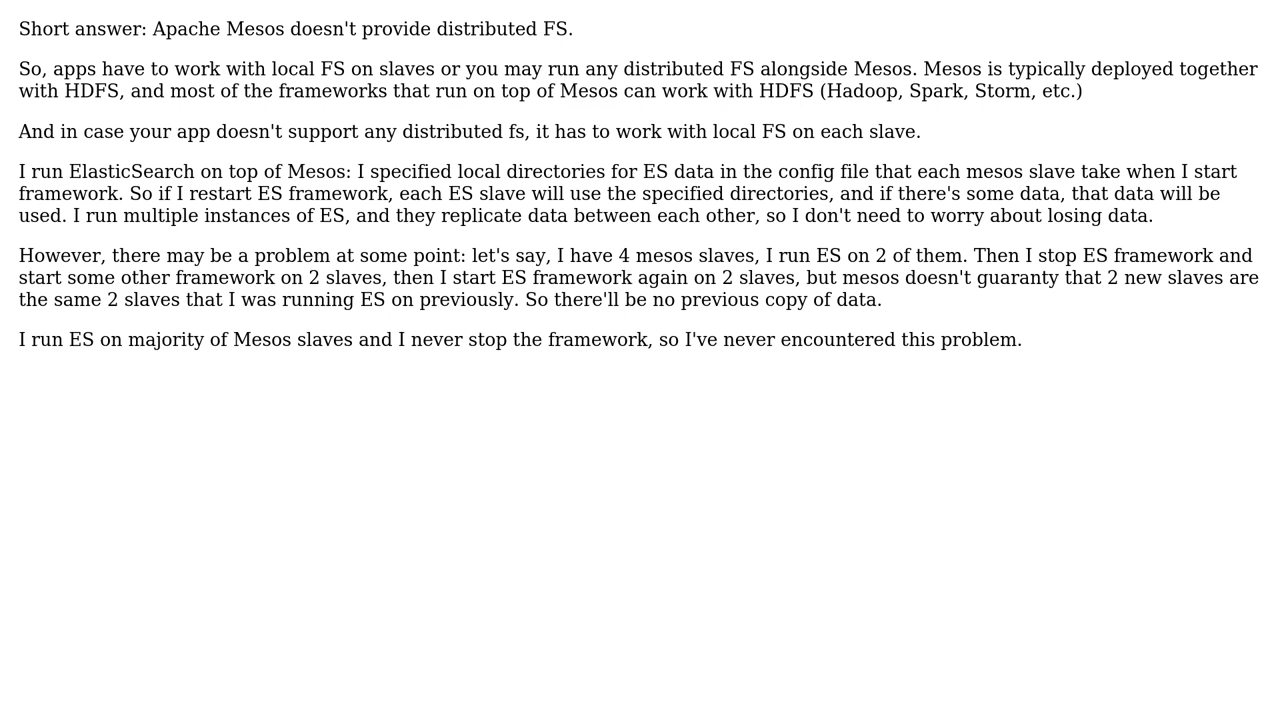 Short answer: Apache Mesos doesn't provide distributed FS.
So, apps have to work with local FS on slaves or you may run any distributed FS alongside Mesos. Mesos is typically deployed together
with HDFS, and most of the frameworks that run on top of Mesos can work with HDFS (Hadoop, Spark, Storm, etc.)
And in case your app doesn't support any distributed fs, it has to work with local FS on each slave.
I run ElasticSearch on top of Mesos: I specified local directories for ES data in the config file that each mesos slave take when I start
framework. So if I restart ES framework, each ES slave will use the specified directories, and if there's some data, that data will be
used. I run multiple instances of ES, and they replicate data between each other, so I don't need to worry about losing data.
However, there may be a problem at some point: let's say, I have 4 mesos slaves, I run ES on 2 of them. Then I stop ES framework and
start some other framework on 2 slaves, then I start ES framework again on 2 slaves, but mesos doesn't guaranty that 2 new slaves are
the same 2 slaves that I was running ES on previously. So there'll be no previous copy of data.
I run ES on majority of Mesos slaves and I never stop the framework, so I've never encountered this problem.